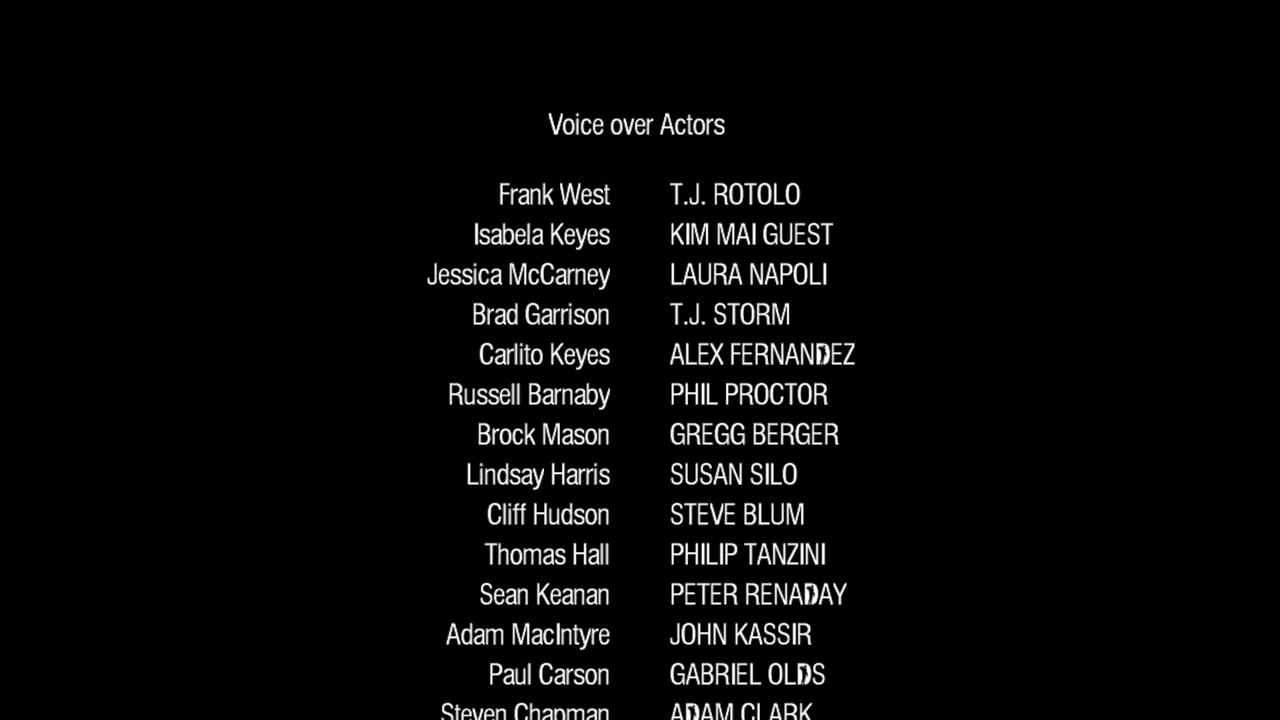 Voice over Actors
Frank West T.J. ROTOLO
Isabela Keyes KIM MAI GUEST
Jessica McCarney LAURA NAPOLI
Brad Garrison T.J. STORM
Carlito Keyes ALEX FERNANDEZ
Russell Barnaby PHIL PROCTOR
Brock Mason GREGG BERGER
Lindsay Harris SUSAN SILO
Cliff Hudson STEVE BLUM
Thomas Hall PHILIP TANZINI
Sean Keanan PETER RENADAY
Adam MacIntyre JOHN KASSIR
Paul Carson GABRIEL OLDS
Steven Chapman ADAM CLARK